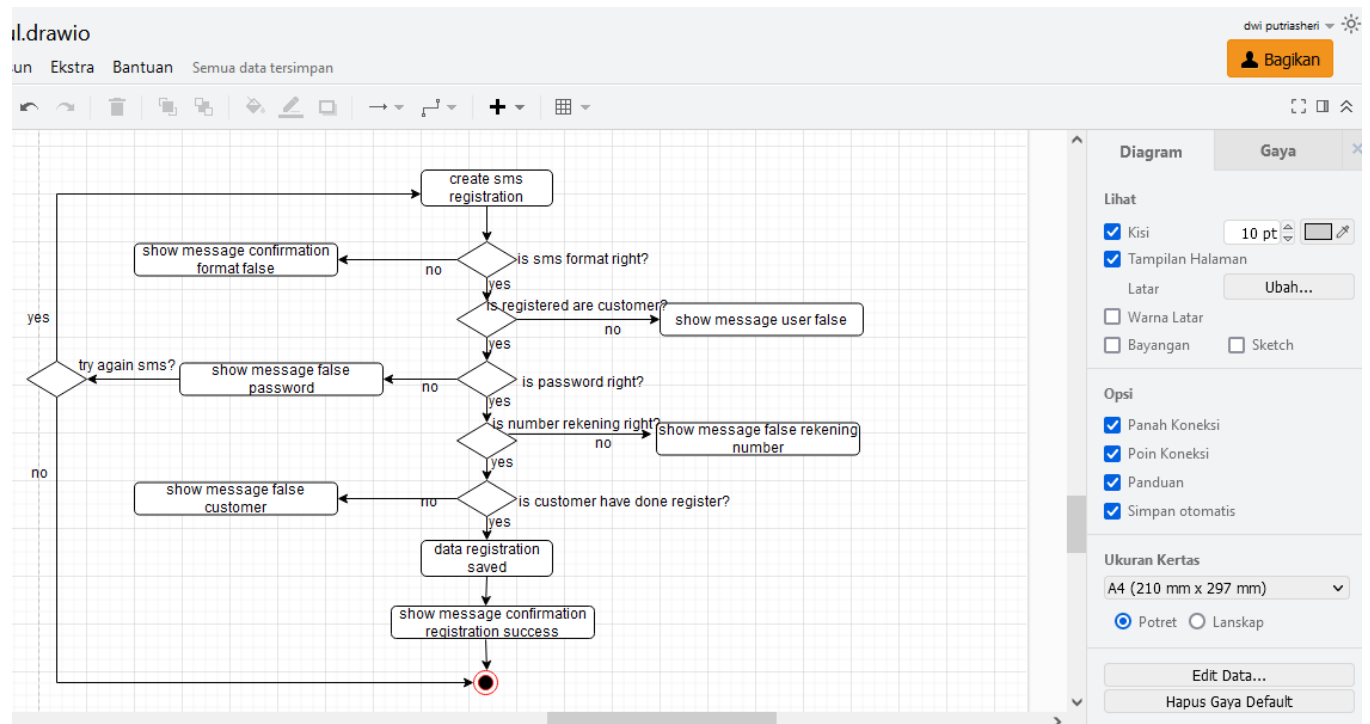 ul.drawio
dwi putriasheri
sun Ekstra Bantuan Semua data tersimpan
Bagikan
Diagram Gaya
create sms
registration
show message confirmation
format false
no
is sms format right?
yes
is registered are customer?
show message user false
no
yes
yes
try again sms?
show message false
password
no
is password right?
yes
is number rekening right?
show message false rekening
number
no
yes
no
show message false
customer
no
is customer have done register?
yes
data registration
saved
show message confirmation
registration success
Lihat
Kisi 10 pt
Tampilan Halaman
Latar Ubah...
Warna Latar
Bayangan Sketch
Opsi
Panah Koneksi
Poin Koneksi
Panduan
Simpan otomatis
Ukuran Kertas
A4 (210 mm x 297 mm)
Potret Lanskap
Edit Data...
Hapus Gaya Default